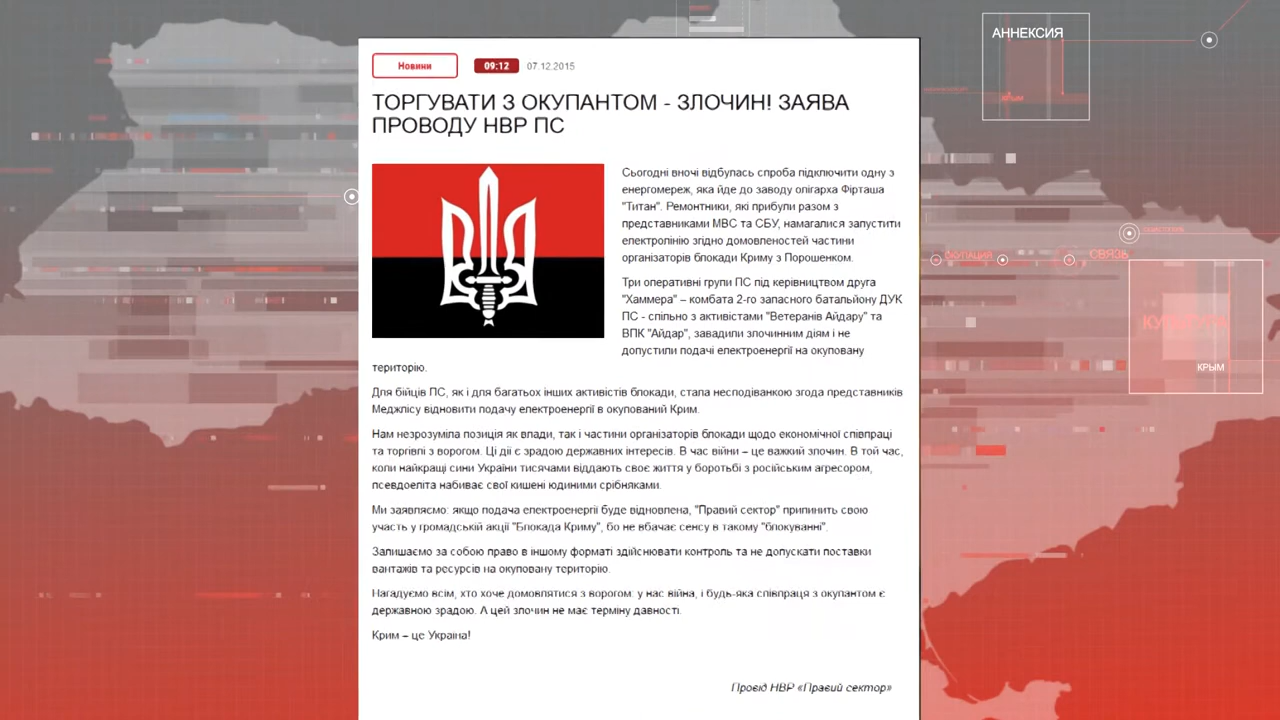 АННЕКСИЯ
Новини 09:12 07.12.2015
ТОРГУВАТИ З ОКУПАНТОМ - ЗЛОЧИН! ЗАЯВА
ПРОВОДУ НВР ПС
Сьогодні вночі відбулась спроба підключити одну з
енергомереж, яка йде до заводу олігарха Фірташа
"Титан". Ремонтники, які прибули разом з
представниками МВС та СБУ, намагалися запустити
електролінію згідно домовленостей частини
організаторів блокади Криму з Порошенком.
Три оперативні групи ПС під керівництвом друга
"Хаммера" – комбата 2-го запасного батальйону ДУК
ПС - спільно з активістами "Ветеранів Айдару" та
ВПК "Айдар", завадили злочинним діям і не
допустили подачі електроенергії на окуповану
територію.
Для бійців ПС, як і для багатьох інших активістів блокади, стала несподіванкою згода представників
Меджлісу відновити подачу електроенергії в окупований Крим.
Нам незрозуміла позиція як влади, так і частини організаторів блокади щодо економічної співпраці
та торгівлі з ворогом. Ці дії є зрадою державних інтересів. В час війни – це важкий злочин. В той час,
коли найкращі сини України тисячами віддають своє життя у боротьбі з російським агресором,
псевдоеліта набиває свої кишені юдиними срібняками.
Ми заявляємо: якщо подача електроенергії буде відновлена, "Правий сектор" припинить свою
участь у громадській акції "Блокада Криму", бо не вбачає сенсу в такому "блокуванні".
Залишаємо за собою право в іншому форматі здійснювати контроль та не допускати поставки
вантажів та ресурсів на окуповану територію.
Нагадуємо всім, хто хоче домовлятися з ворогом: у нас війна, і будь-яка співпраця з окупантом є
державною зрадою. А цей злочин не має терміну давності.
Крим – це Україна!
Провід НВР «Правий сектор»
ОККУПАЦИЯ
СВЯЗЬ
КУЛЬТУРА
КРЫМ